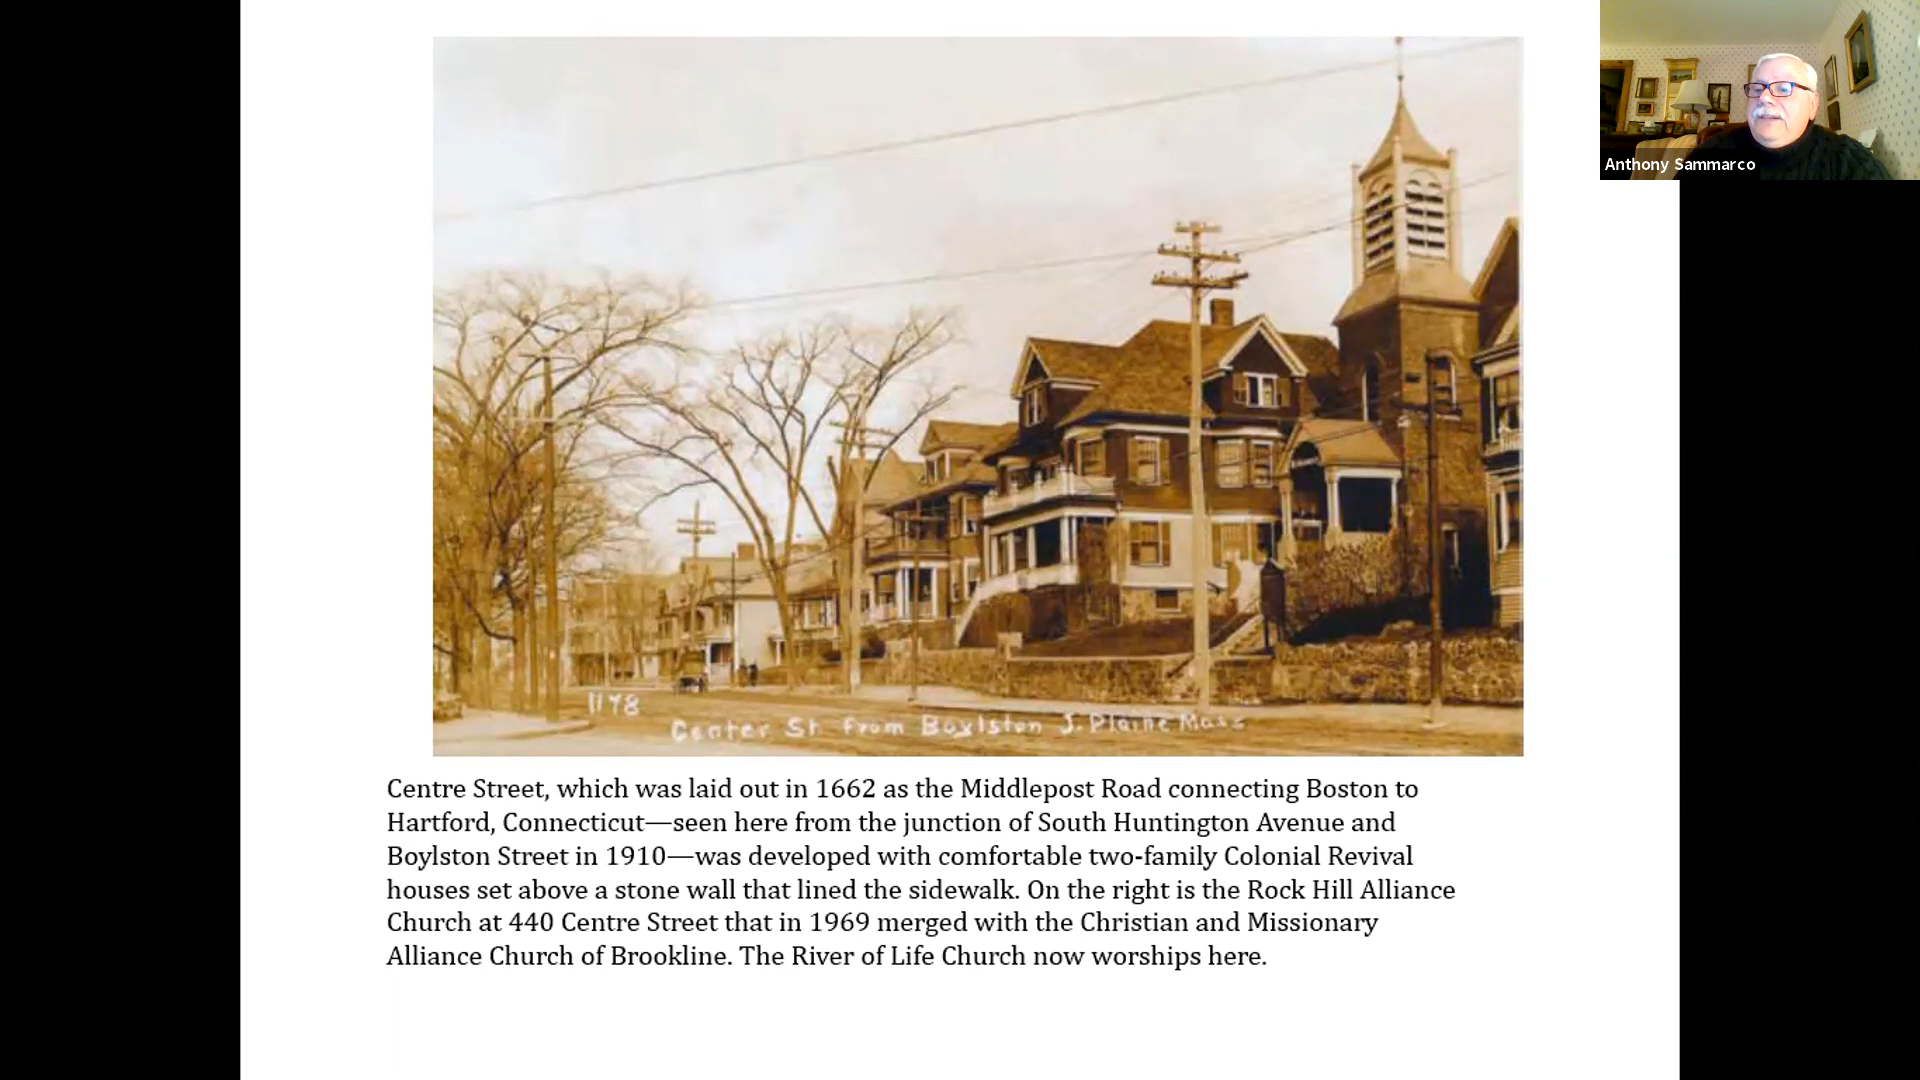 Anthony Sammarco
1178
Center St from Boylston J. Plaine Mass
Centre Street, which was laid out in 1662 as the Middlepost Road connecting Boston to
Hartford, Connecticut—seen here from the junction of South Huntington Avenue and
Boylston Street in 1910—was developed with comfortable two-family Colonial Revival
houses set above a stone wall that lined the sidewalk. On the right is the Rock Hill Alliance
Church at 440 Centre Street that in 1969 merged with the Christian and Missionary
Alliance Church of Brookline. The River of Life Church now worships here.